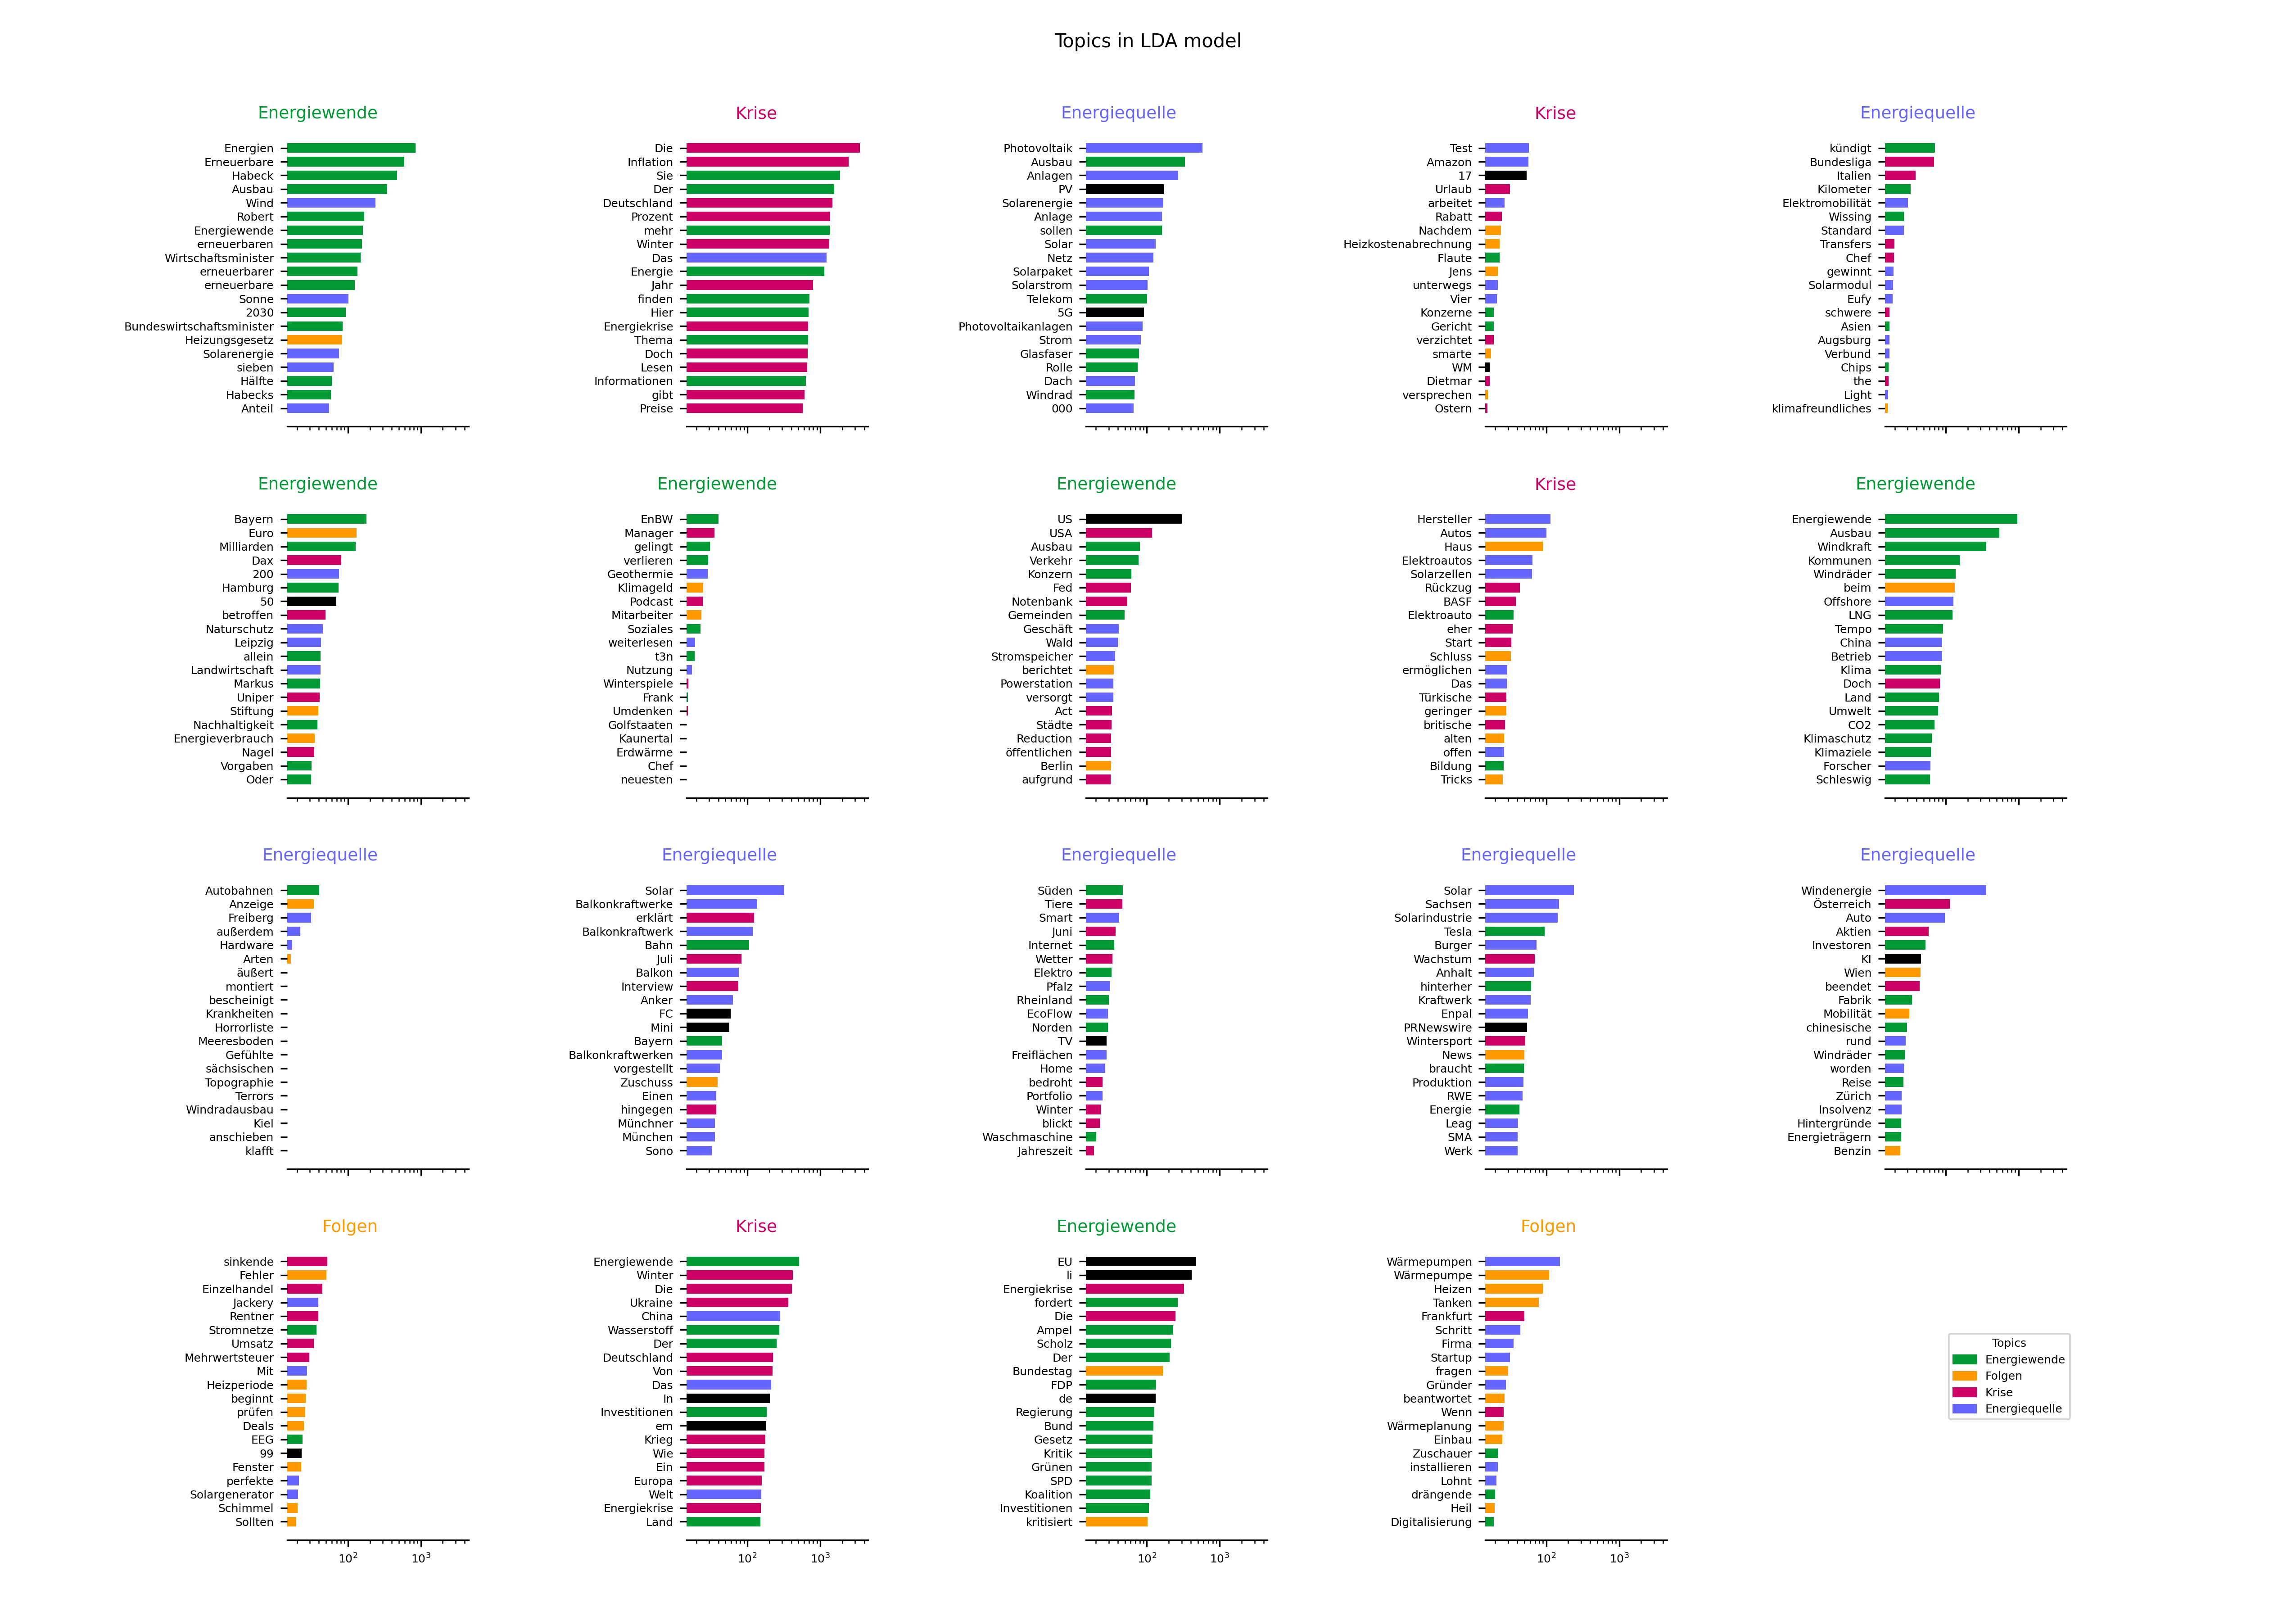 Topics in LDA model
Energiewende
Energien
Erneuerbare
Habeck
Ausbau
Wind
Robert
Energiewende
erneuerbaren
Wirtschaftsminister
erneuerbarer
erneuerbare
Sonne
2030
Bundeswirtschaftsminister
Heizungsgesetz
Solarenergie
sieben
Hälfte
Habecks
Anteil
Krise
Die
Inflation
Sie
Der
Deutschland
Prozent
mehr
Winter
Das
Energie
Jahr
finden
Hier
Energiekrise
Thema
Doch
Lesen
Informationen
gibt
Preise
Energiequelle
Photovoltaik
Ausbau
Anlagen
PV
Solarenergie
Anlage
sollen
Solar
Netz
Solarpaket
Solarstrom
Telekom
5G
Photovoltaikanlagen
Strom
Glasfaser
Rolle
Dach
Windrad
000
Krise
Test
Amazon
17
Urlaub
arbeitet
Rabatt
Nachdem
Heizkostenabrechnung
Flaute
Jens
unterwegs
Vier
Konzerne
Gericht
verzichtet
smarte
WM
Dietmar
versprechen
Ostern
Energiequelle
kündigt
Bundesliga
Italien
Kilometer
Elektromobilität
Wissing
Standard
Transfers
Chef
gewinnt
Solarmodul
Eufy
schwere
Asien
Augsburg
Verbund
Chips
the
Light
klimafreundliches
Energiewende
Bayern
Euro
Milliarden
Dax
200
Hamburg
50
betroffen
Naturschutz
Leipzig
allein
Landwirtschaft
Markus
Uniper
Stiftung
Nachhaltigkeit
Energieverbrauch
Nagel
Vorgaben
Oder
Energiewende
EnBW
Manager
gelingt
verlieren
Geothermie
Klimageld
Podcast
Mitarbeiter
Soziales
weiterlesen
t3n
Nutzung
Winterspiele
Frank
Umdenken
Golfstaaten
Kaunertal
Erdwärme
Chef
neuesten
Energiewende
US
USA
Ausbau
Verkehr
Konzern
Fed
Notenbank
Gemeinden
Geschäft
Wald
Stromspeicher
berichtet
Powerstation
versorgt
Act
Städte
Reduction
öffentlichen
Berlin
aufgrund
Krise
Hersteller
Autos
Haus
Elektroautos
Solarzellen
Rückzug
BASF
Elektroauto
eher
Start
Schluss
ermöglichen
Das
Türkische
geringer
britische
alten
offen
Bildung
Tricks
Energiewende
Energiewende
Ausbau
Windkraft
Kommunen
Windräder
beim
Offshore
LNG
Tempo
China
Betrieb
Klima
Doch
Land
Umwelt
CO2
Klimaschutz
Klimaziele
Forscher
Schleswig
Energiequelle
Autobahnen
Anzeige
Freiberg
außerdem
Hardware
Arten
äußert
montiert
bescheinigt
Krankheiten
Horrorliste
Meeresboden
Gefühlte
sächsischen
Topographie
Terrors
Windradausbau
Kiel
anschieben
klafft
Energiequelle
Solar
Balkonkraftwerke
erklärt
Balkonkraftwerk
Bahn
Juli
Balkon
Interview
Anker
FC
Mini
Bayern
Balkonkraftwerken
vorgestellt
Zuschuss
Einen
hingegen
Münchner
München
Sono
Energiequelle
Süden
Tiere
Smart
Juni
Internet
Wetter
Elektro
Pfalz
Rheinland
EcoFlow
Norden
TV
Freiflächen
Home
bedroht
Portfolio
Winter
blickt
Waschmaschine
Jahreszeit
Energiequelle
Solar
Sachsen
Solarindustrie
Tesla
Burger
Wachstum
Anhalt
hinterher
Kraftwerk
Enpal
PRNewswire
Wintersport
News
braucht
Produktion
RWE
Energie
Leag
SMA
Werk
Energiequelle
Windenergie
Österreich
Auto
Aktien
Investoren
KI
Wien
beendet
Fabrik
Mobilität
chinesische
rund
Windräder
worden
Reise
Zürich
Insolvenz
Hintergründe
Energieträgern
Benzin
Folgen
sinkende
Fehler
Einzelhandel
Jackery
Rentner
Stromnetze
Umsatz
Mehrwertsteuer
Mit
Heizperiode
beginnt
prüfen
Deals
EEG
99
Fenster
perfekte
Solargenerator
Schimmel
Sollten
10² 10³
Krise
Energiewende
Winter
Die
Ukraine
China
Wasserstoff
Der
Deutschland
Von
Das
In
Investitionen
em
Krieg
Wie
Ein
Europa
Welt
Energiekrise
Land
10² 10³
Energiewende
EU
li
Energiekrise
fordert
Die
Ampel
Scholz
Der
Bundestag
FDP
de
Regierung
Bund
Gesetz
Kritik
Grünen
SPD
Koalition
Investitionen
kritisiert
10² 10³
Folgen
Wärmepumpen
Wärmepumpe
Heizen
Tanken
Frankfurt
Schritt
Firma
Startup
fragen
Gründer
beantwortet
Wenn
Wärmeplanung
Einbau
Zuschauer
installieren
Lohnt
drängende
Heil
Digitalisierung
10² 10³
Topics
Energiewende
Folgen
Krise
Energiequelle